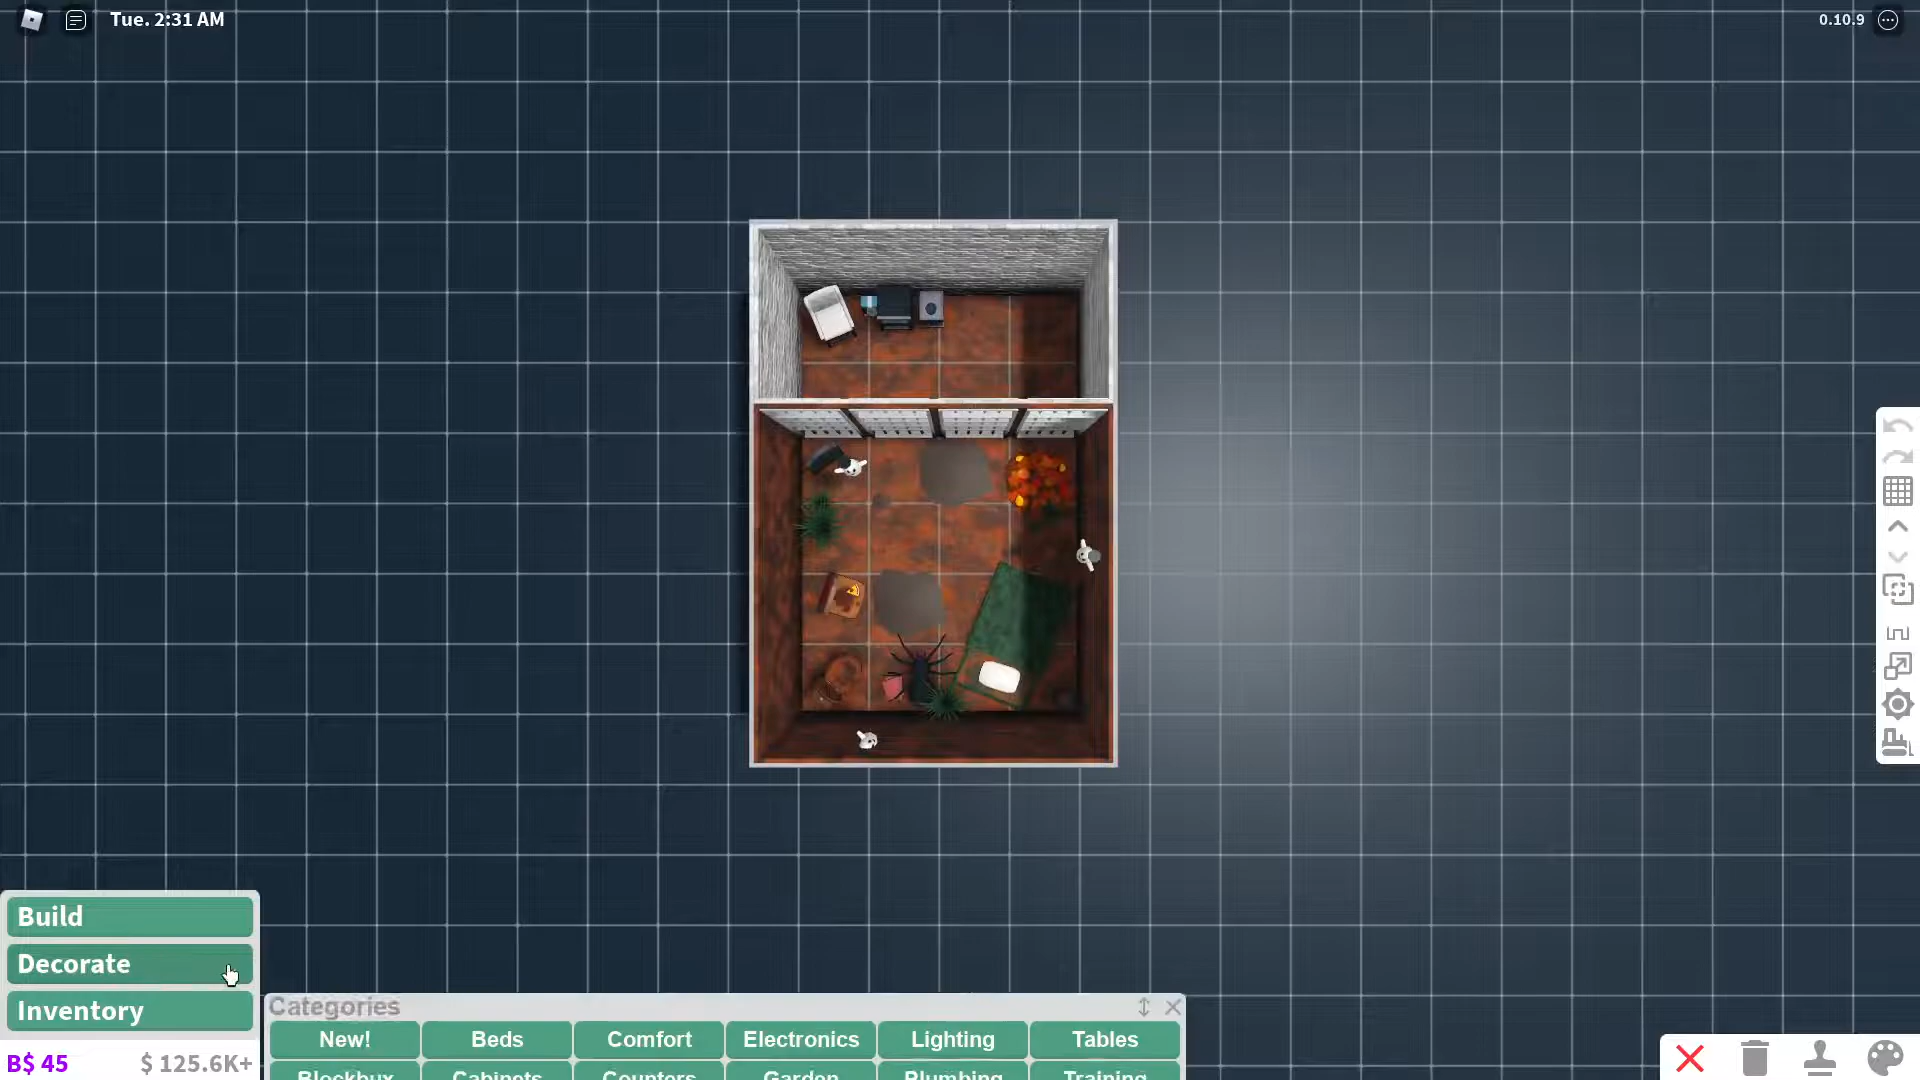 Tue. 2:31 AM
0.10.9
Build
Decorate
Inventory
B$ 45
$ 125.6K+
Categories
New!
Beds
Comfort
Electronics
Lighting
Tables
Blockbux
Cabinets
Counters
Garden
Plumbing
Training